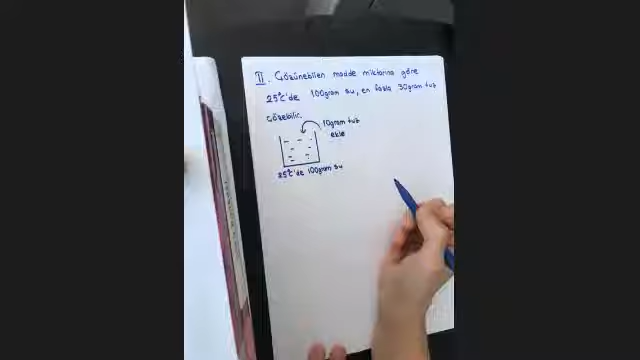 II. Çözünebilen madde miktarına göre
25°C'de 100gram su, en fazla 30gram tuz
çözebilir.
10gram tuz
ekle
25°C'de 100gram su